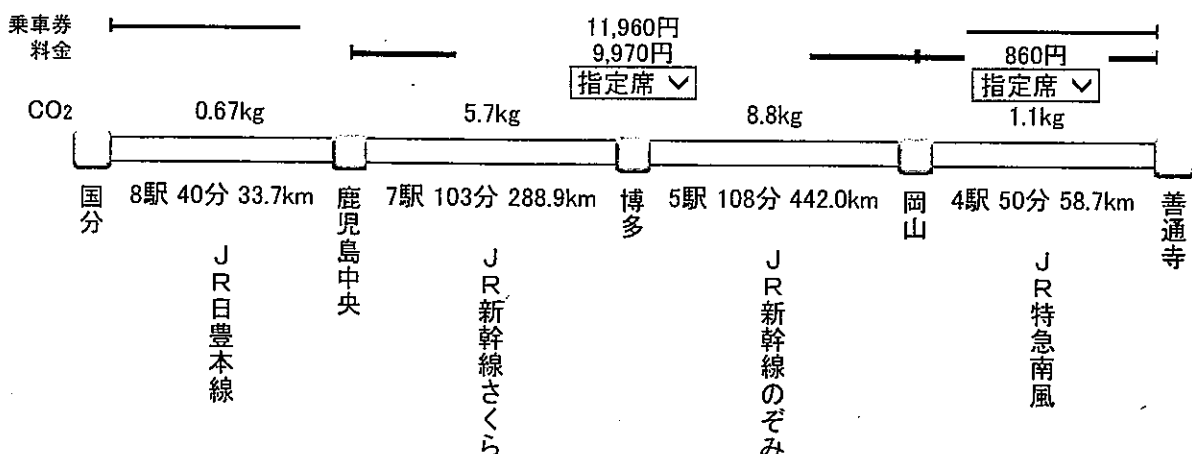 乗車券 11,960円
料金 9,970円 860円
指定席 指定席
CO2 0.67kg 5.7kg 8.8kg 1.1kg
国分 8駅 40分 33.7km 鹿児島中央 7駅 103分 288.9km 博多 5駅 108分 442.0km 岡山 4駅 50分 58.7km 善通寺
JR日豊本線
JR新幹線さくら
JR新幹線のぞみ
JR特急南風